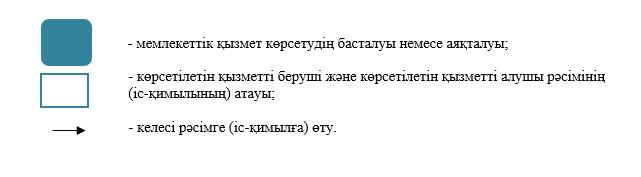 - мемлекеттік қызмет көрсетудің басталуы немесе аяқталуы;
- көрсетілетін қызметті беруші және көрсетілетін қызметті алушы рәсімінің
(іс-қимылының) атауы;
- келесі рәсімге (іс-қимылға) өту.